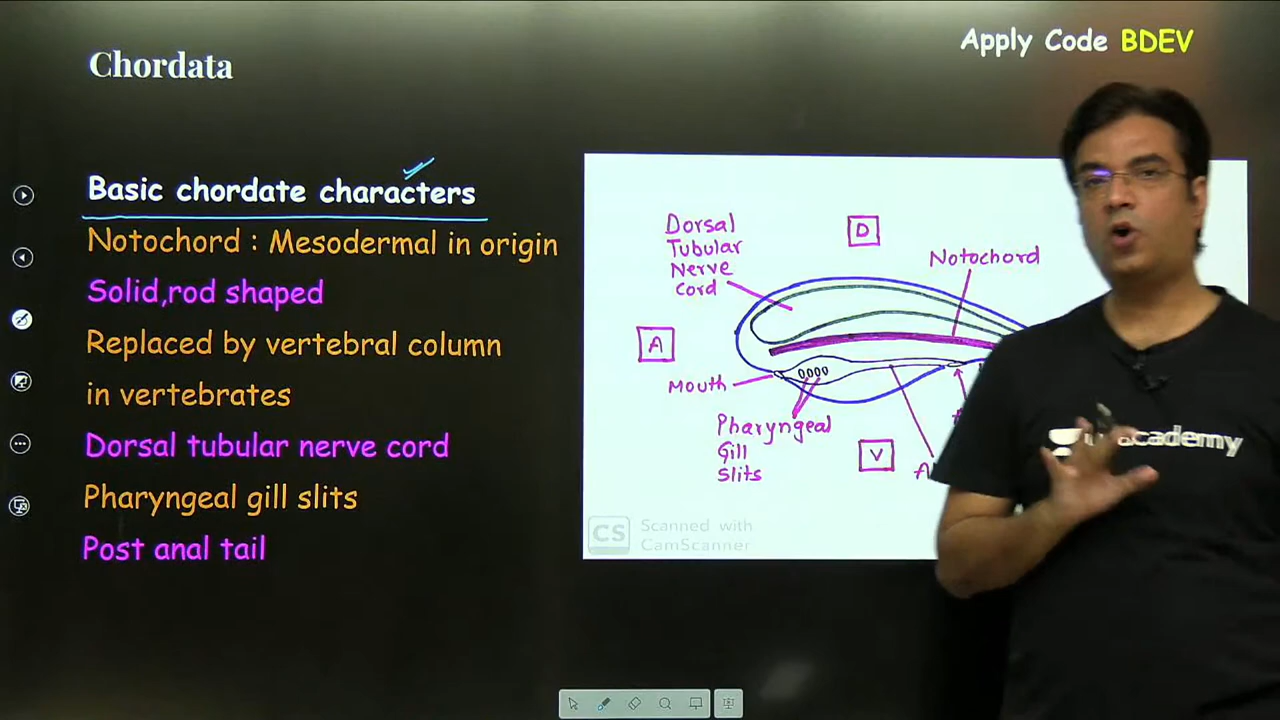 Apply Code BDEV
Chordata
Basic chordate characters
Notochord : Mesodermal in origin
Solid,rod shaped
Replaced by vertebral column
in vertebrates
Dorsal tubular nerve cord
Pharyngeal gill slits
Post anal tail
Dorsal
Tubular
Nerve
Cord
D
Notochord
A
Mouth
Pharyngeal
Gill
Slits
V
CS
Scanned with
CamScanner